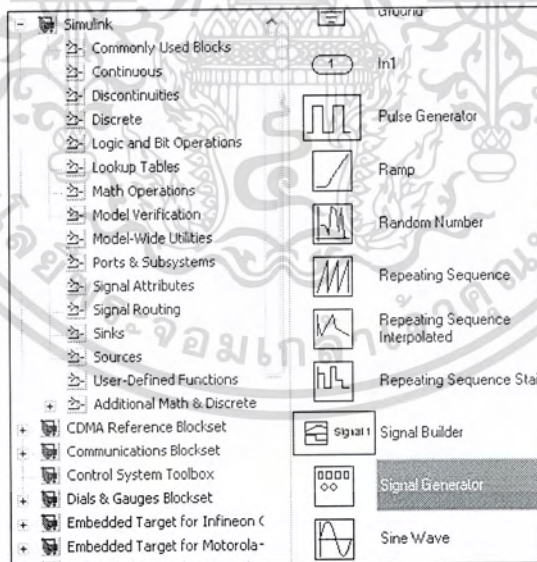 Simulink
Commonly Used Blocks
Continuous
Discontinuities
Discrete
Logic and Bit Operations
Lookup Tables
Math Operations
Model Verification
Model-Wide Utilities
Ports & Subsystems
Signal Attributes
Signal Routing
Sinks
Sources
User-Defined Functions
Additional Math & Discrete
CDMA Reference Blockset
Communications Blockset
Control System Toolbox
Dials & Gauges Blockset
Embedded Target for Infineon C
Embedded Target for Motorola
Ground
1 In1
Pulse Generator
Ramp
Random Number
Repeating Sequence
Repeating Sequence
Interpolated
Repeating Sequence Stai
Signal 1 Signal Builder
Signal Generator
Sine Wave